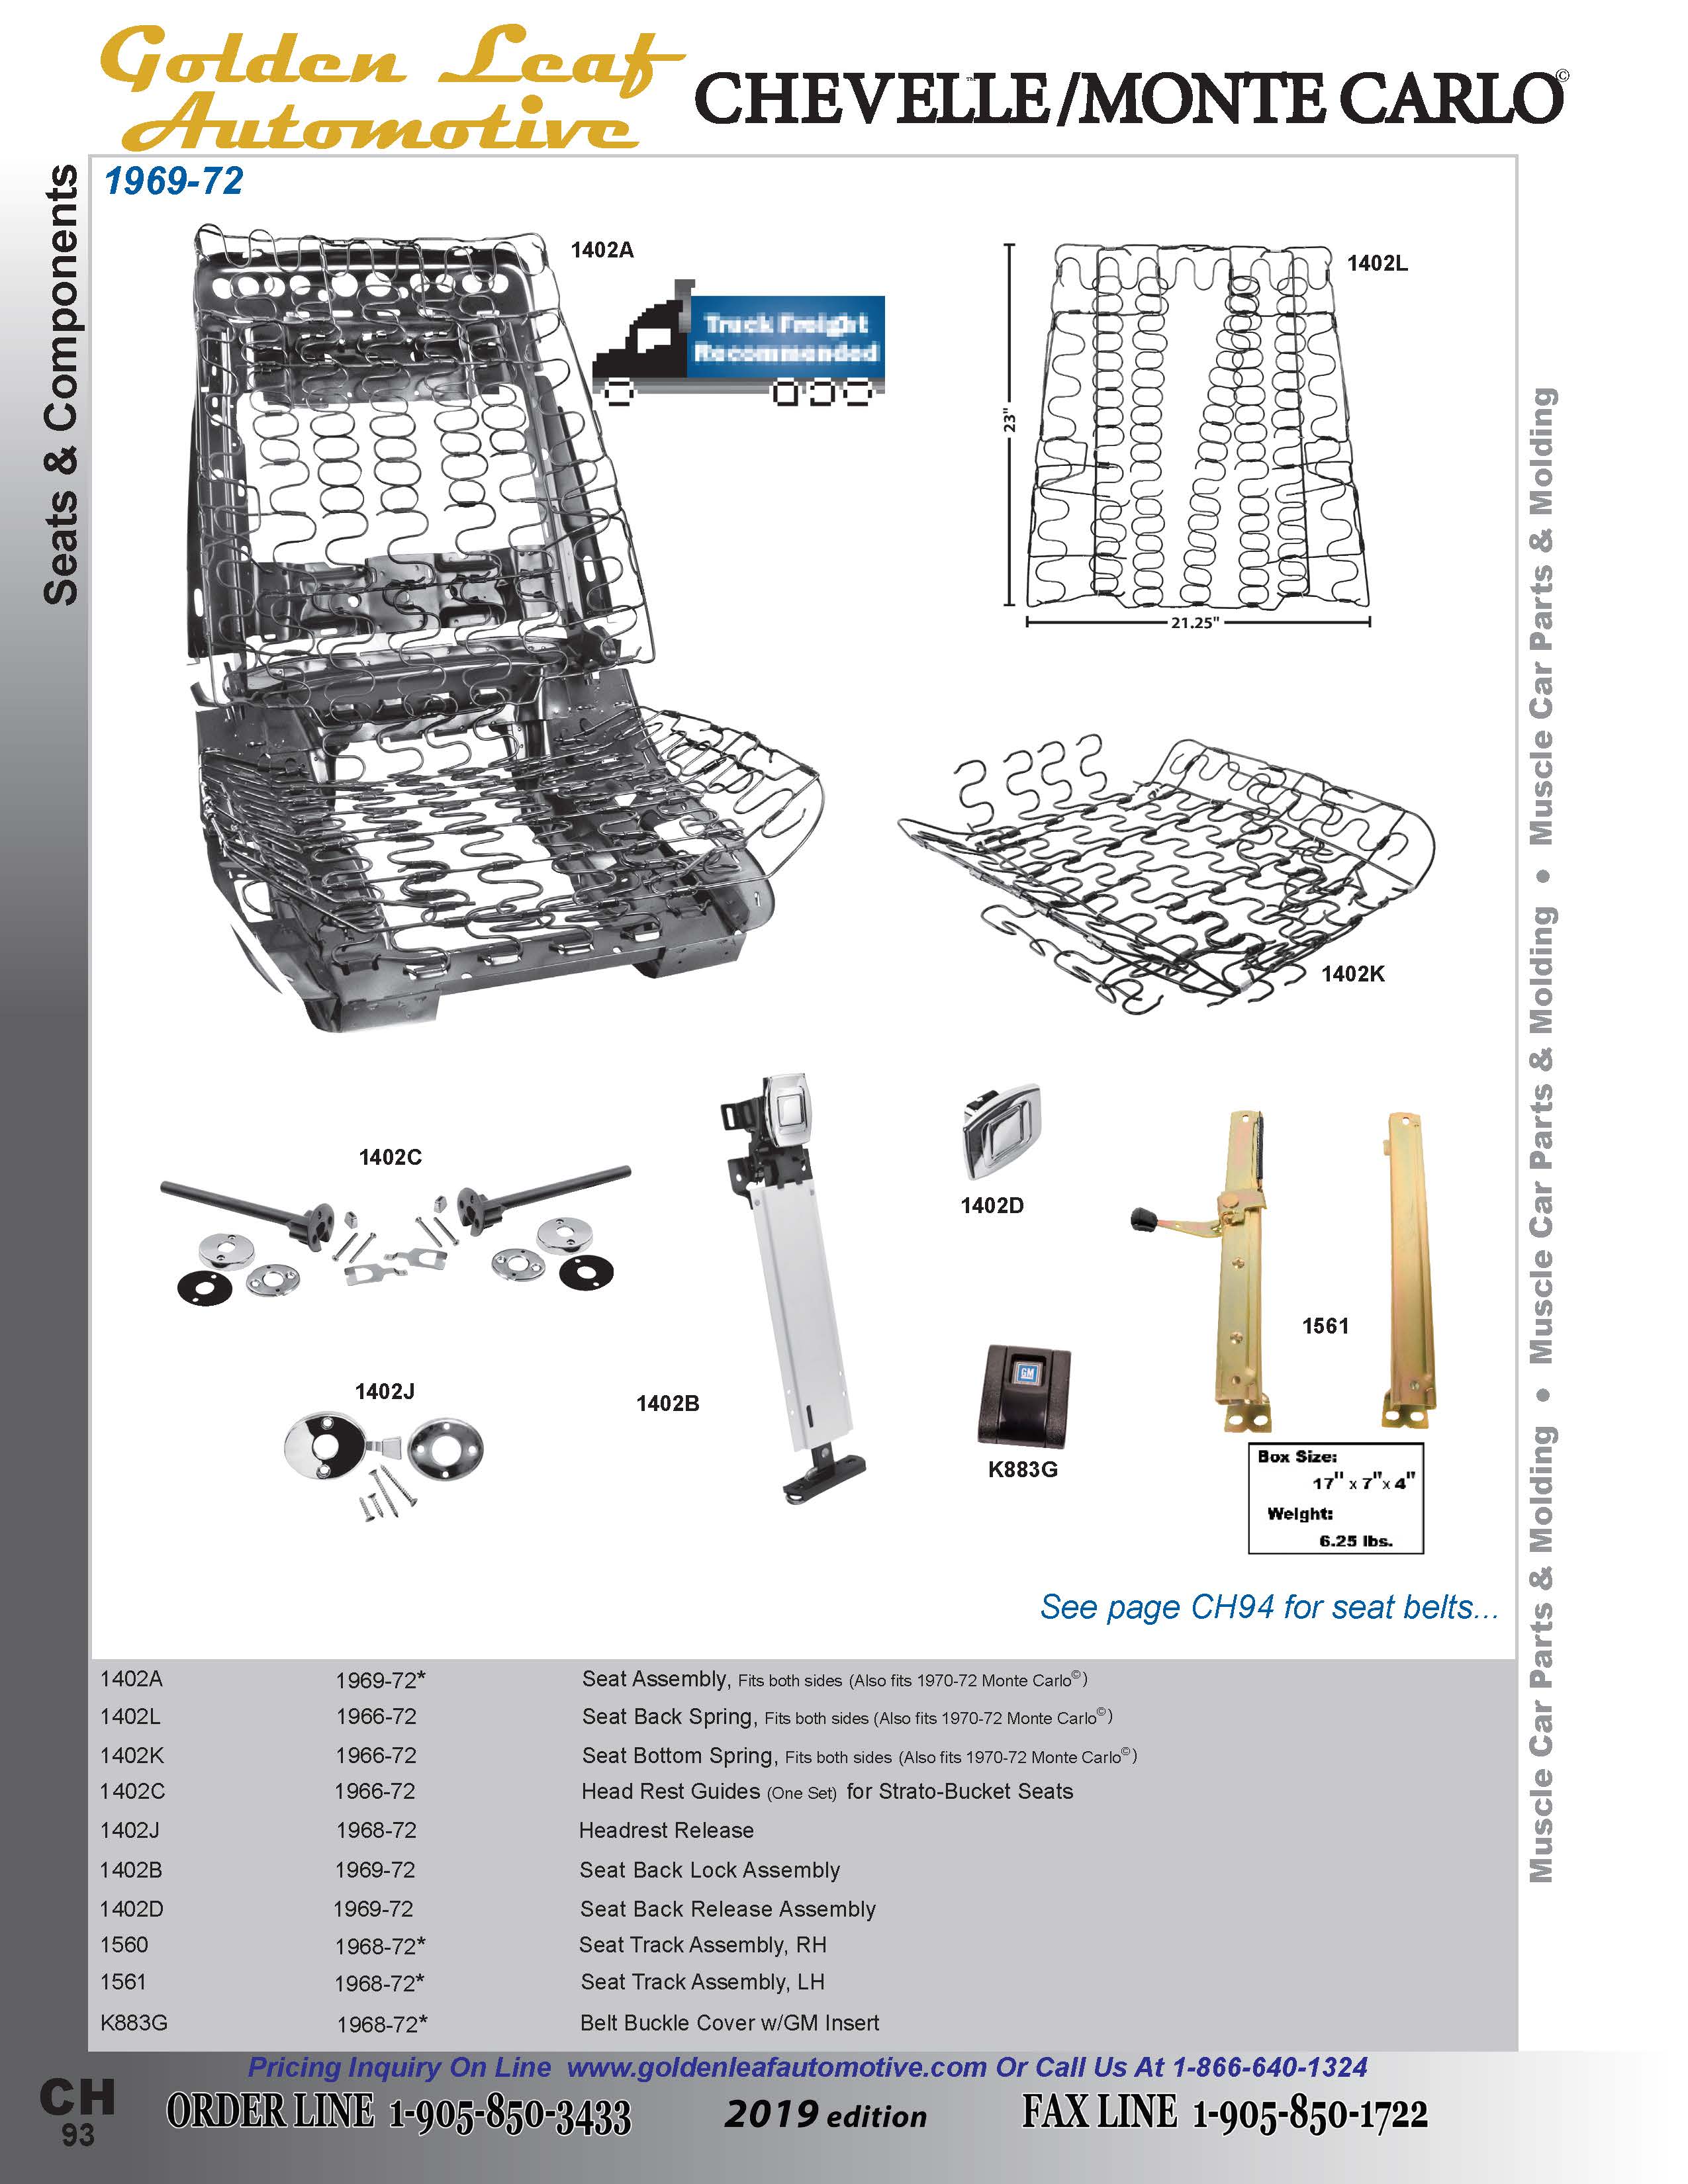 Golden Leaf
Automotive
CHEVELLE™/MONTE CARLO©
Seats & Components
1969-72
1402A
Truck Freight
Recommended
1402L
23"
21.25"
1402K
1402C
1402D
1561
1402J
1402B
GM
K883G
Box Size:
17" x 7" x 4"
Weight:
6.25 lbs.
See page CH94 for seat belts...
Muscle Car Parts & Molding • Muscle Car Parts & Molding • Muscle Car Parts & Molding
1402A 1969-72* Seat Assembly, Fits both sides (Also fits 1970-72 Monte Carlo©)
1402L 1966-72 Seat Back Spring, Fits both sides (Also fits 1970-72 Monte Carlo©)
1402K 1966-72 Seat Bottom Spring, Fits both sides (Also fits 1970-72 Monte Carlo©)
1402C 1966-72 Head Rest Guides (One Set) for Strato-Bucket Seats
1402J 1968-72 Headrest Release
1402B 1969-72 Seat Back Lock Assembly
1402D 1969-72 Seat Back Release Assembly
1560 1968-72* Seat Track Assembly, RH
1561 1968-72* Seat Track Assembly, LH
K883G 1968-72* Belt Buckle Cover w/GM Insert
Pricing Inquiry On Line www.goldenleafautomotive.com Or Call Us At 1-866-640-1324
CH
93
ORDER LINE 1-905-850-3433
2019 edition
FAX LINE 1-905-850-1722